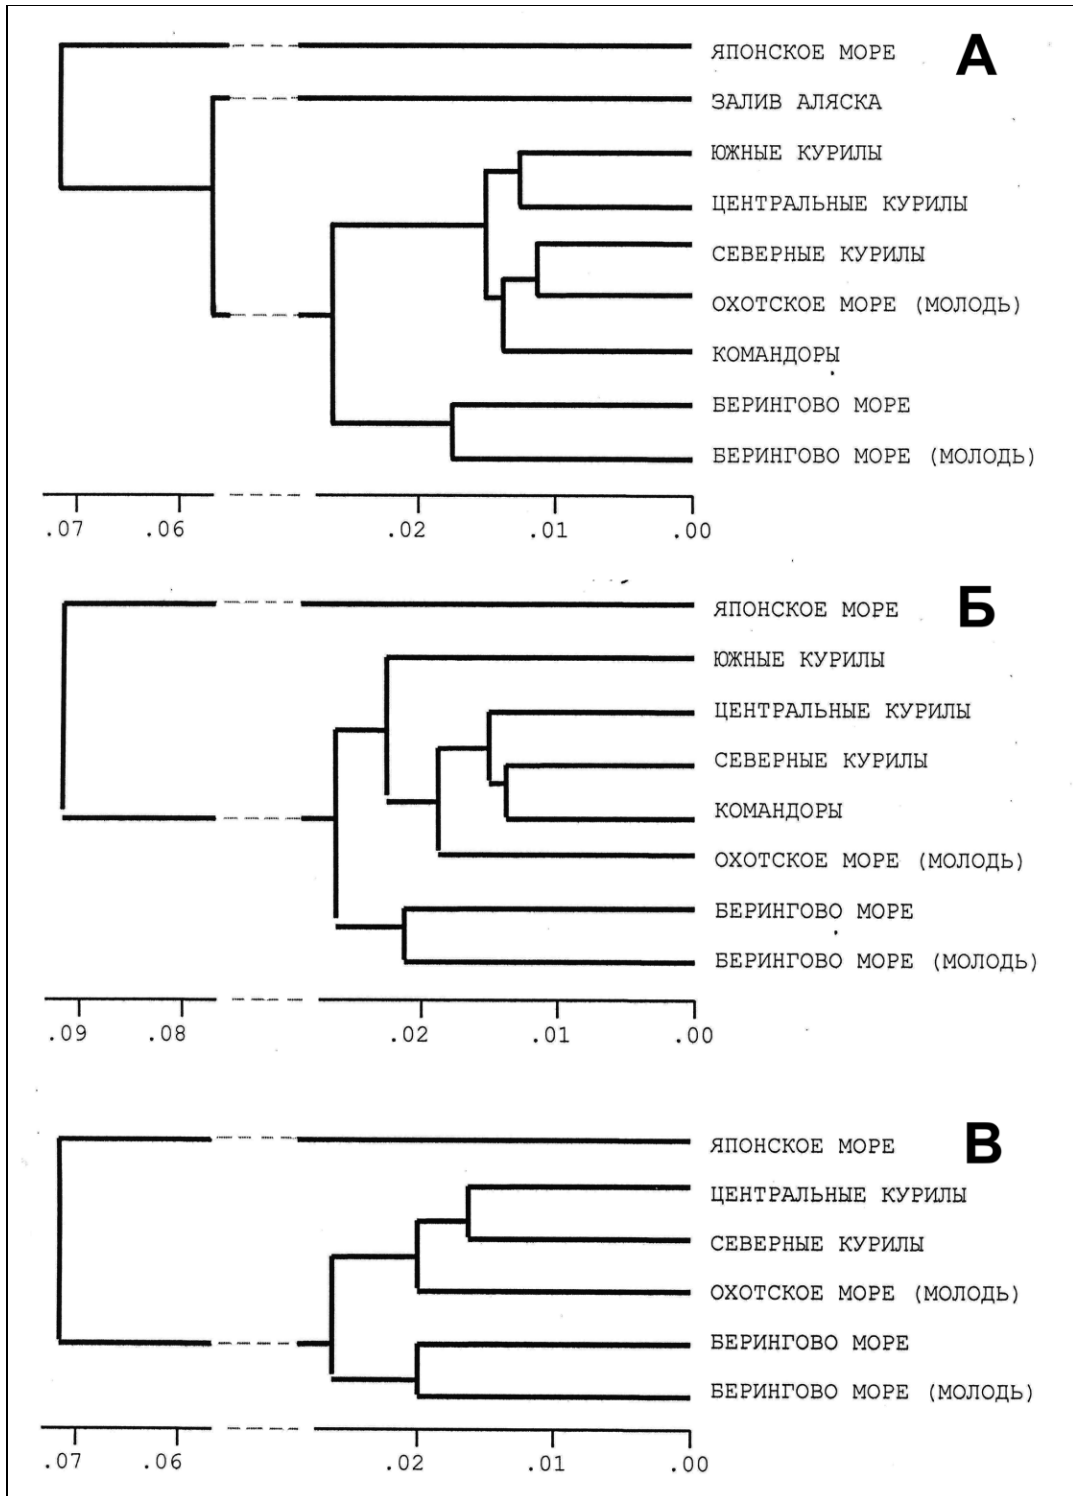 ЯПОНСКОЕ МОРЕ
А
ЗАЛИВ АЛЯСКА
ЮЖНЫЕ КУРИЛЫ
ЦЕНТРАЛЬНЫЕ КУРИЛЫ
СЕВЕРНЫЕ КУРИЛЫ
ОХОТСКОЕ МОРЕ (МОЛОДЬ)
КОМАНДОРЫ
БЕРИНГОВО МОРЕ
БЕРИНГОВО МОРЕ (МОЛОДЬ)
.07 .06 .02 .01 .00
ЯПОНСКОЕ МОРЕ
Б
ЮЖНЫЕ КУРИЛЫ
ЦЕНТРАЛЬНЫЕ КУРИЛЫ
СЕВЕРНЫЕ КУРИЛЫ
КОМАНДОРЫ
ОХОТСКОЕ МОРЕ (МОЛОДЬ)
БЕРИНГОВО МОРЕ
БЕРИНГОВО МОРЕ (МОЛОДЬ)
.09 .08 .02 .01 .00
ЯПОНСКОЕ МОРЕ
В
ЦЕНТРАЛЬНЫЕ КУРИЛЫ
СЕВЕРНЫЕ КУРИЛЫ
ОХОТСКОЕ МОРЕ (МОЛОДЬ)
БЕРИНГОВО МОРЕ
БЕРИНГОВО МОРЕ (МОЛОДЬ)
.07 .06 .02 .01 .00